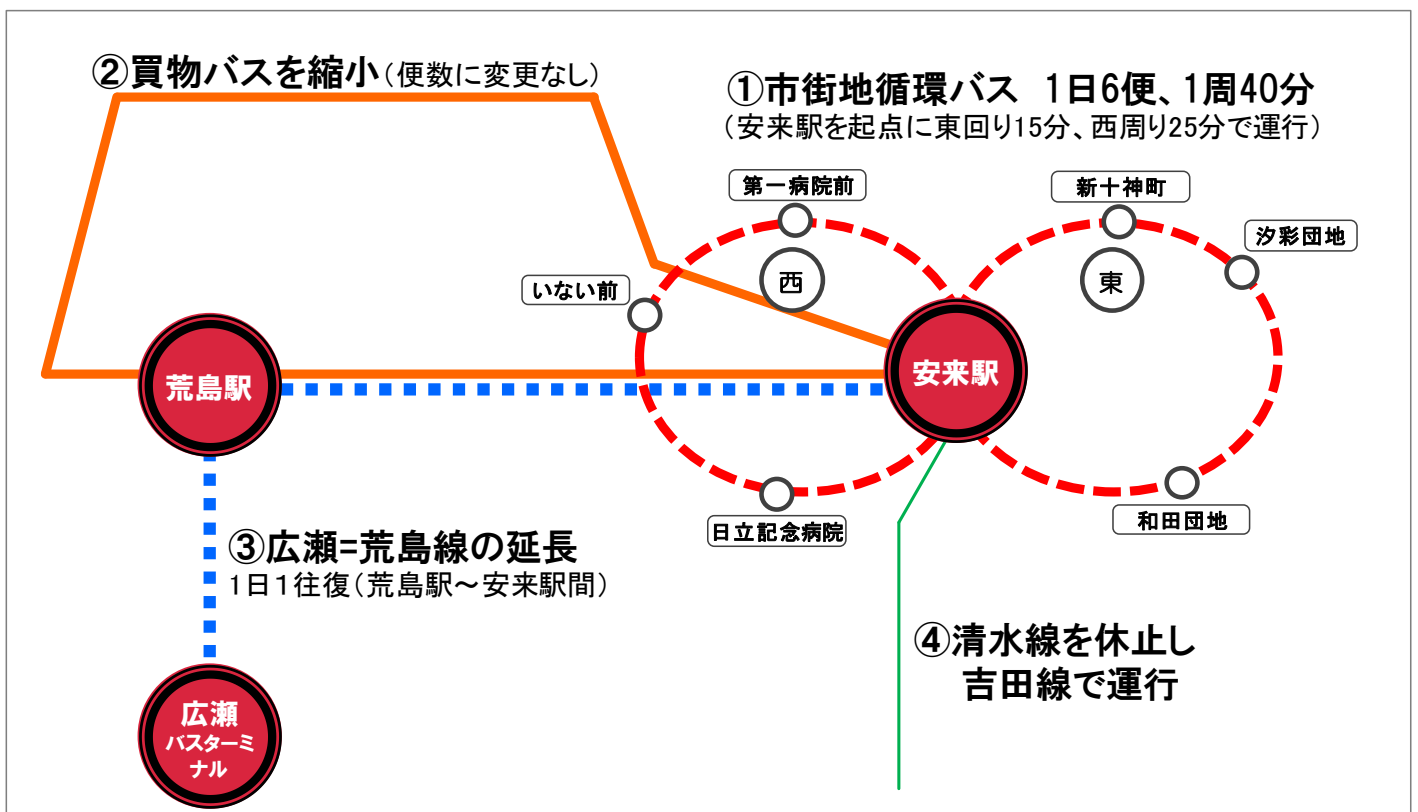 ②買物バスを縮小(便数に変更なし)
①市街地循環バス 1日6便、1周40分
(安来駅を起点に東回り15分、西周り25分で運行)
第一病院前
新十神町
汐彩団地
西
東
いない前
荒島駅
安来駅
日立記念病院
和田団地
③広瀬=荒島線の延長
1日1往復(荒島駅～安来駅間)
④清水線を休止し
吉田線で運行
広瀬
バスターミ
ナル